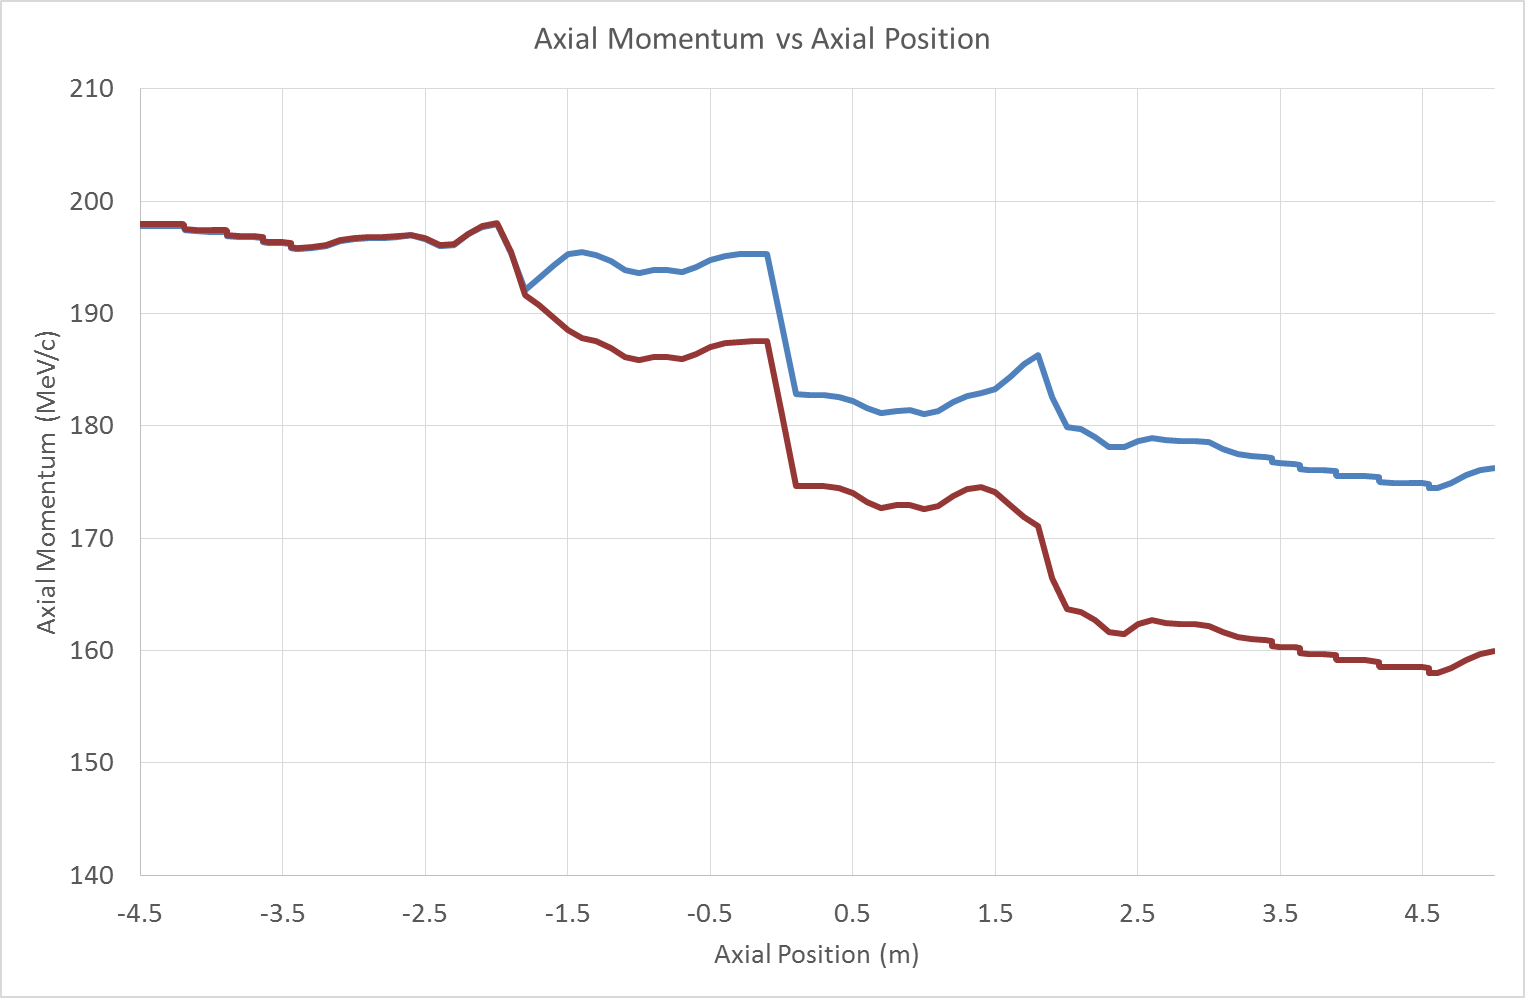 Axial Momentum vs Axial Position
Axial Momentum (MeV/c)
210
200
190
180
170
160
150
140
-4.5 -3.5 -2.5 -1.5 -0.5 0.5 1.5 2.5 3.5 4.5
Axial Position (m)